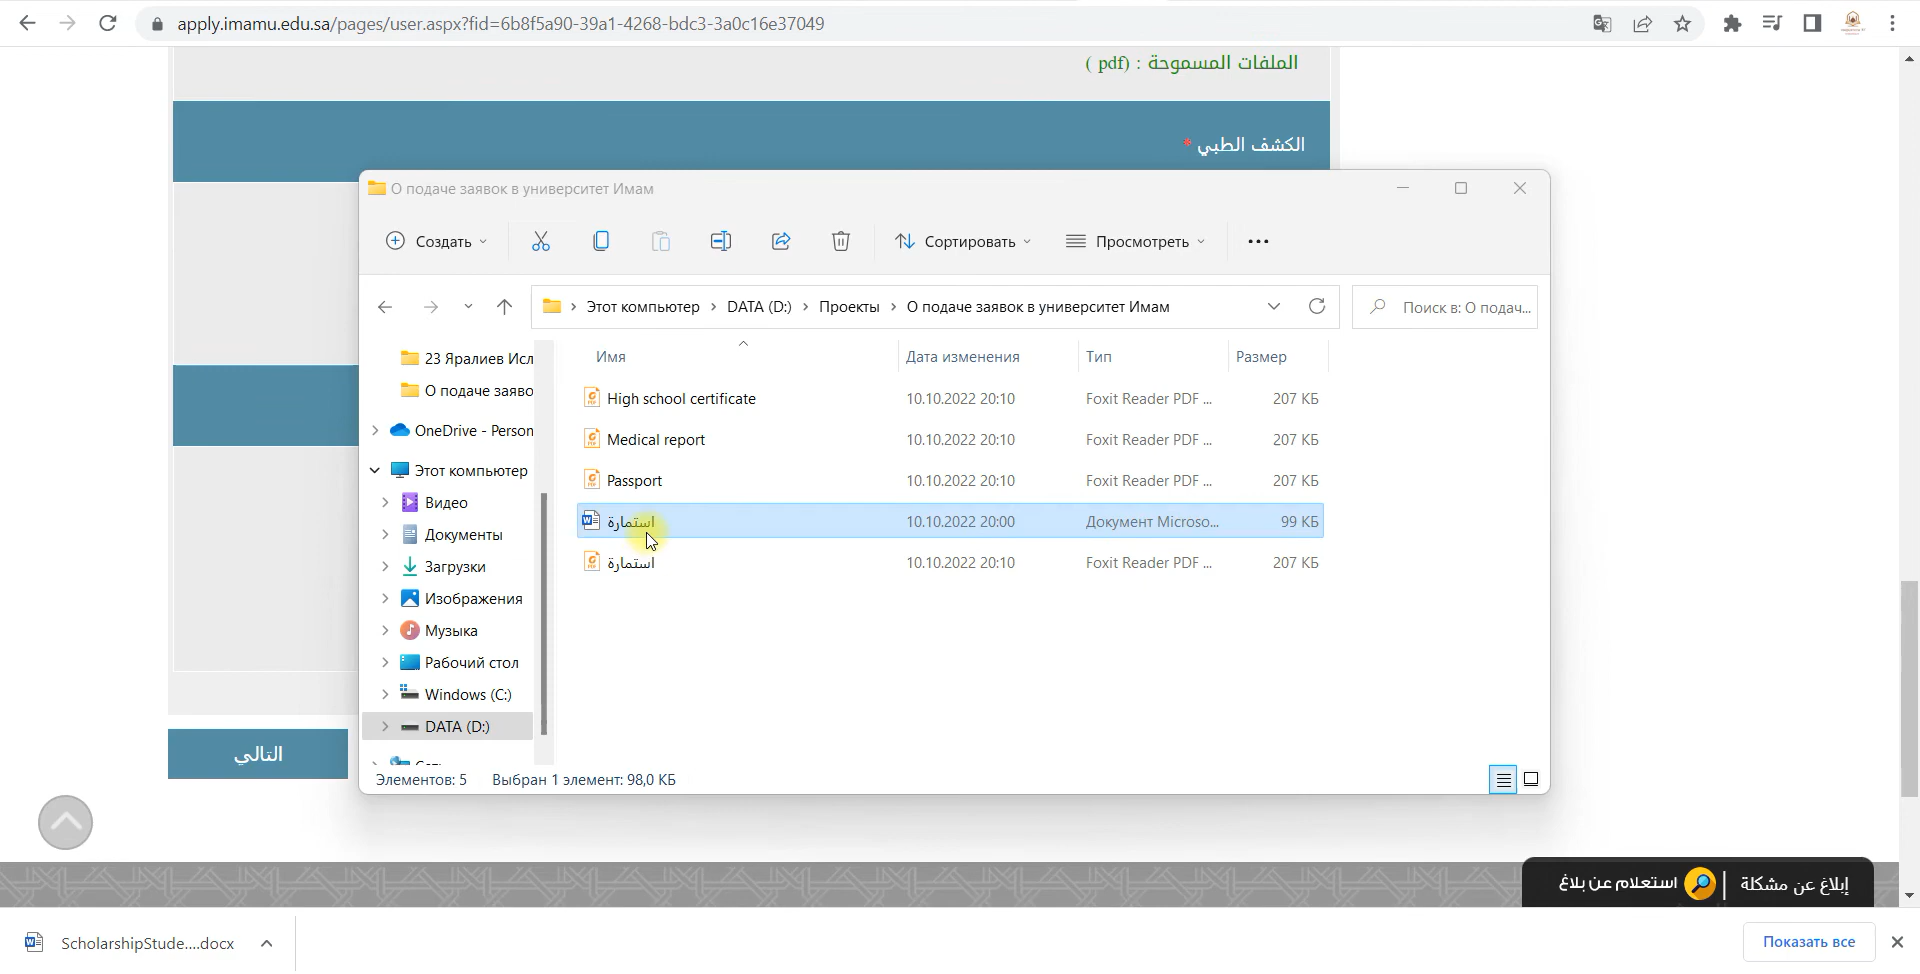 apply.imamu.edu.sa/pages/user.aspx?fid=6b8f5a90-39a1-4268-bdc3-3a0c16e37049
الملفات المسموحة : (pdf )
الكشف الطبي *
О подаче заявок в университет Имам
Создать
Сортировать
Просмотреть
Этот компьютер > DATA (D:) > Проекты > О подаче заявок в университет Имам
Поиск в: О подач...
Имя Дата изменения Тип Размер
23 Яралиев Исл
О подаче заяво
OneDrive - Person
Этот компьютер
Видео
Документы
Загрузки
Изображения
Музыка
Рабочий стол
Windows (C:)
DATA (D:)
High school certificate 10.10.2022 20:10 Foxit Reader PDF ... 207 КБ
Medical report 10.10.2022 20:10 Foxit Reader PDF ... 207 КБ
Passport 10.10.2022 20:10 Foxit Reader PDF ... 207 КБ
استمارة 10.10.2022 20:00 Документ Microso... 99 КБ
استمارة 10.10.2022 20:10 Foxit Reader PDF ... 207 КБ
Элементов: 5 Выбран 1 элемент: 98,0 КБ
التالي
إبلاغ عن مشكلة | استعلام عن بلاغ
ScholarshipStude....docx
Показать все